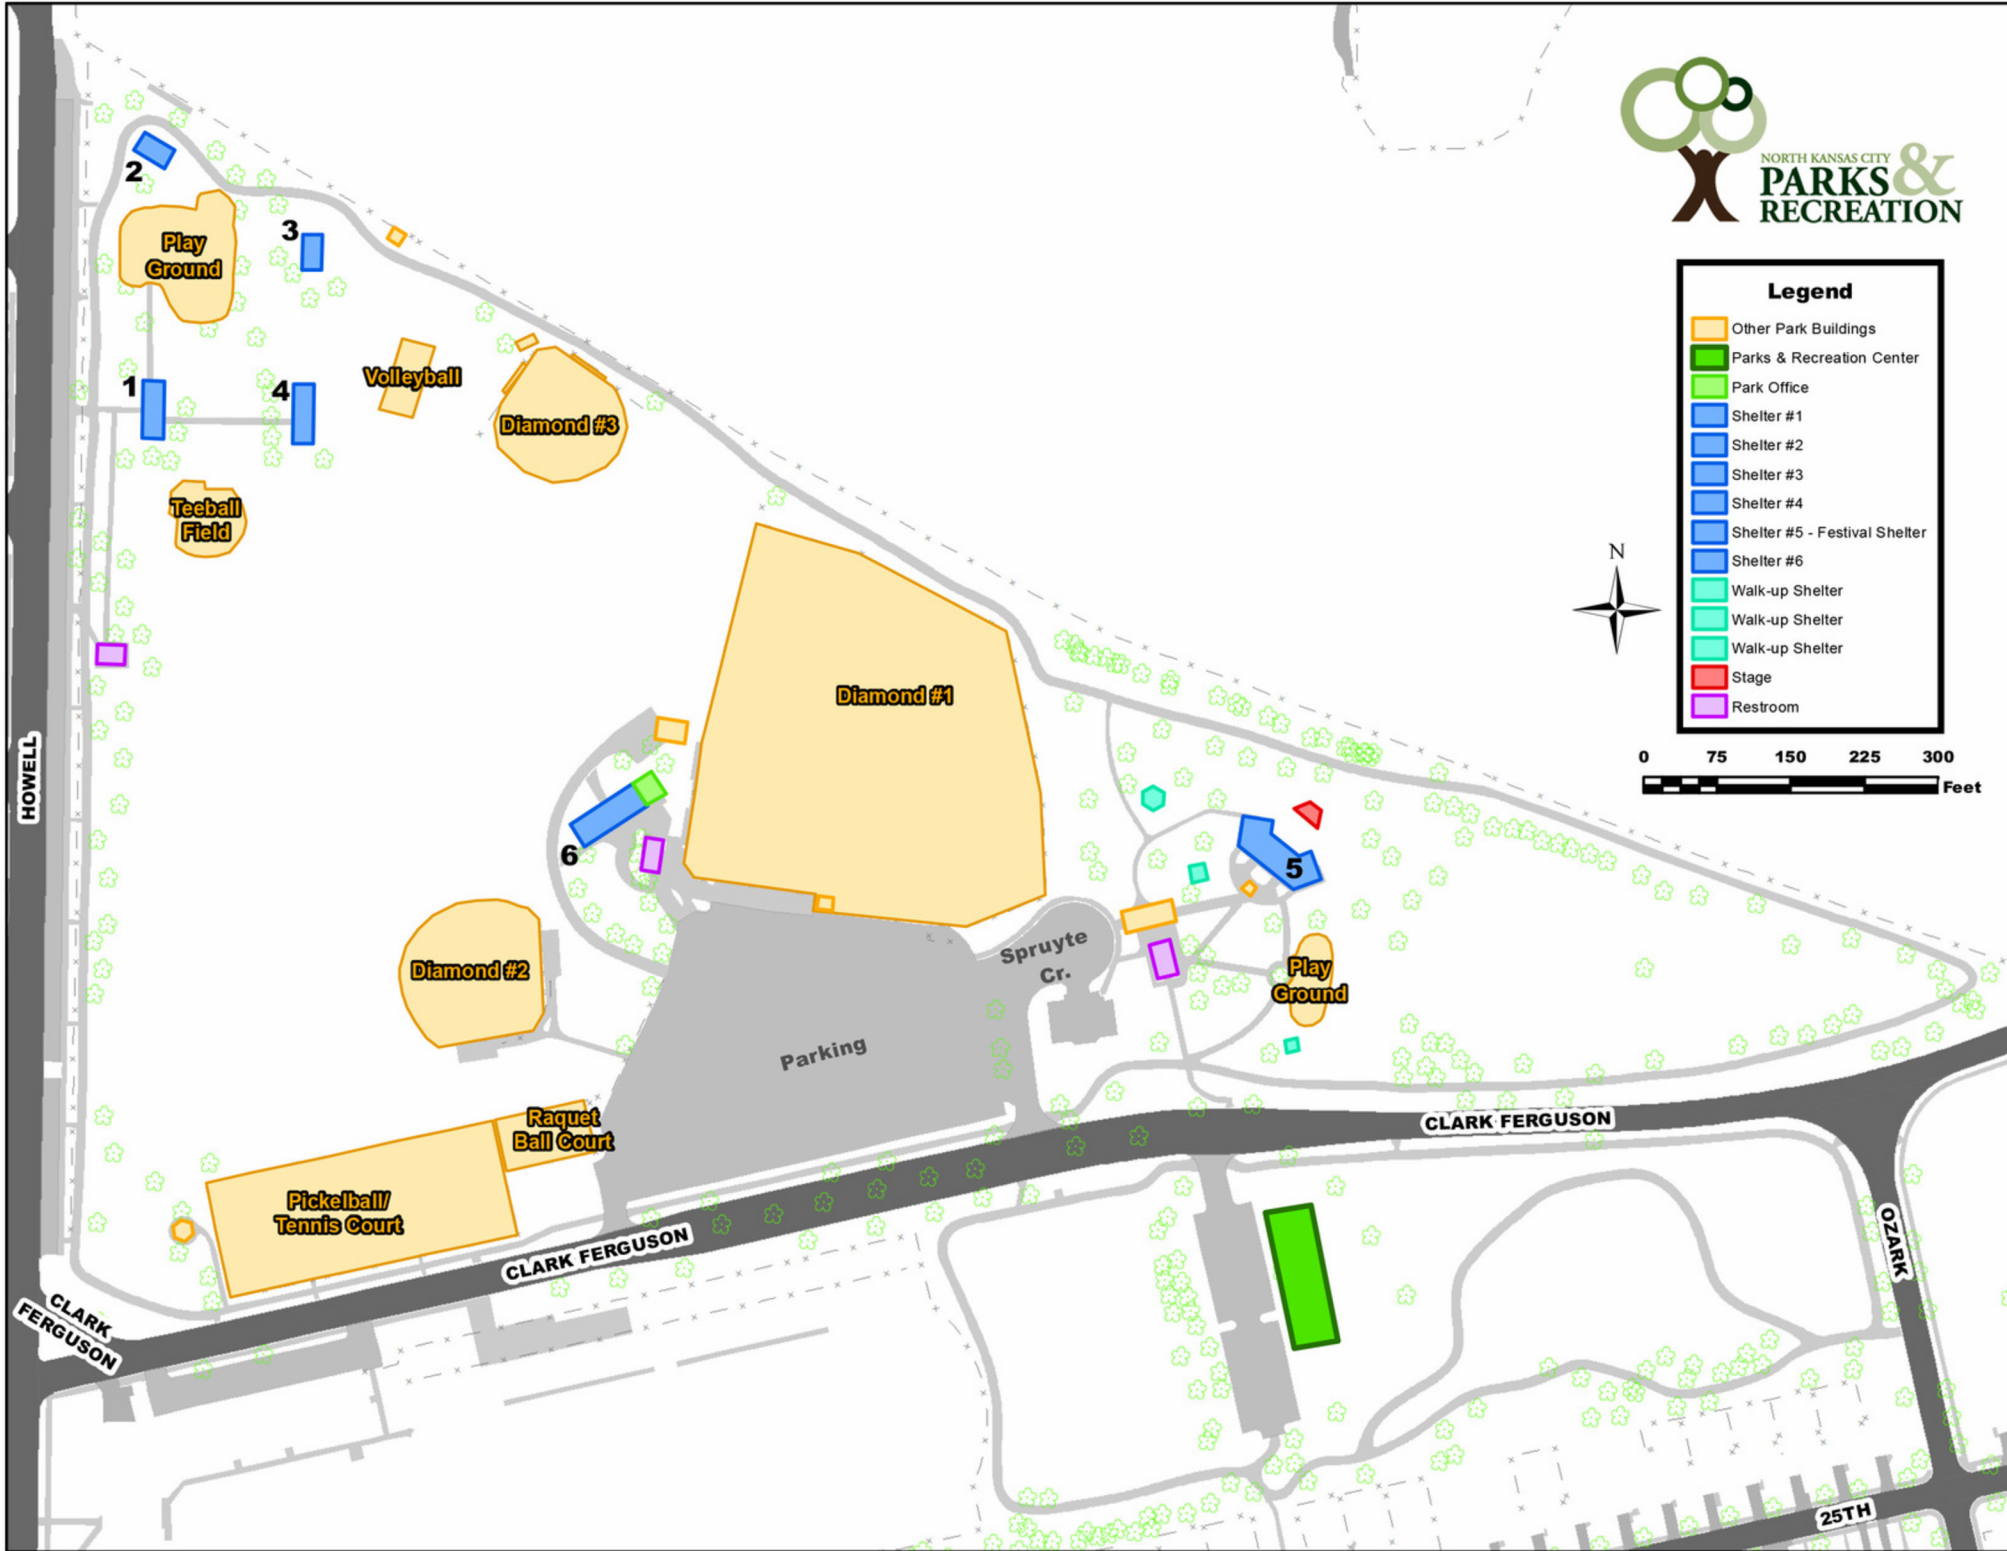 NORTH KANSAS CITY
PARKS &
RECREATION
2
3
Play
Ground
Legend
Other Park Buildings
Parks & Recreation Center
Park Office
Shelter #1
Shelter #2
Shelter #3
Shelter #4
Shelter #5 - Festival Shelter
Shelter #6
Walk-up Shelter
Walk-up Shelter
Walk-up Shelter
Stage
Restroom
1
4
Volleyball
Diamond #3
Teeball
Field
N
Diamond #1
HOWELL
0 75 150 225 300
Feet
6
5
Diamond #2
Spruyte
Cr.
Play
Ground
Parking
Raquet
Ball Court
CLARK FERGUSON
Pickelball/
Tennis Court
CLARK FERGUSON
OZARK
CLARK
FERGUSON
25TH